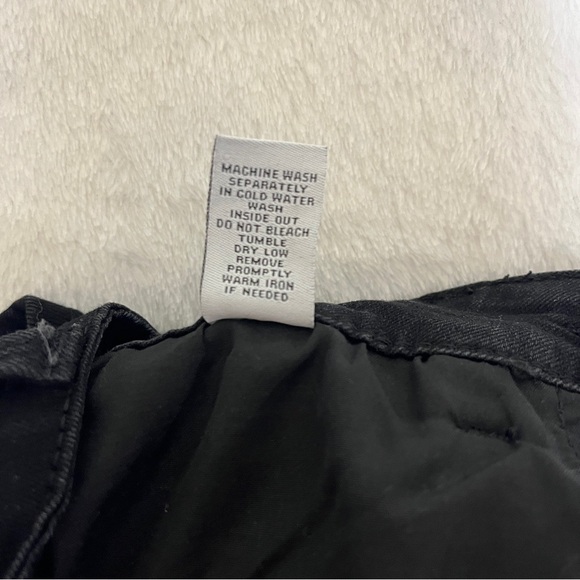 MACHINE WASH
SEPARATELY
IN COLD WATER
WASH
INSIDE OUT
DO NOT BLEACH
TUMBLE
DRY LOW
REMOVE
PROMPTLY
WARM IRON
IF NEEDED